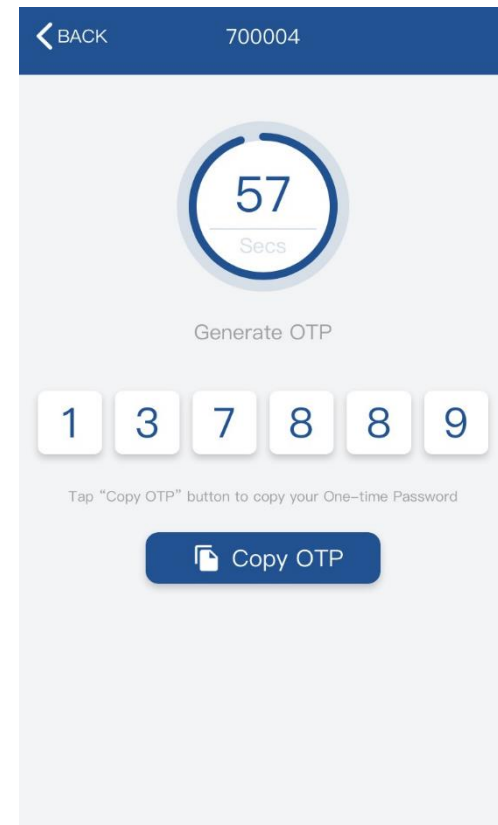 BACK 700004
57
Secs
Generate OTP
1 3 7 8 8 9
Tap “Copy OTP” button to copy your One-time Password
Copy OTP